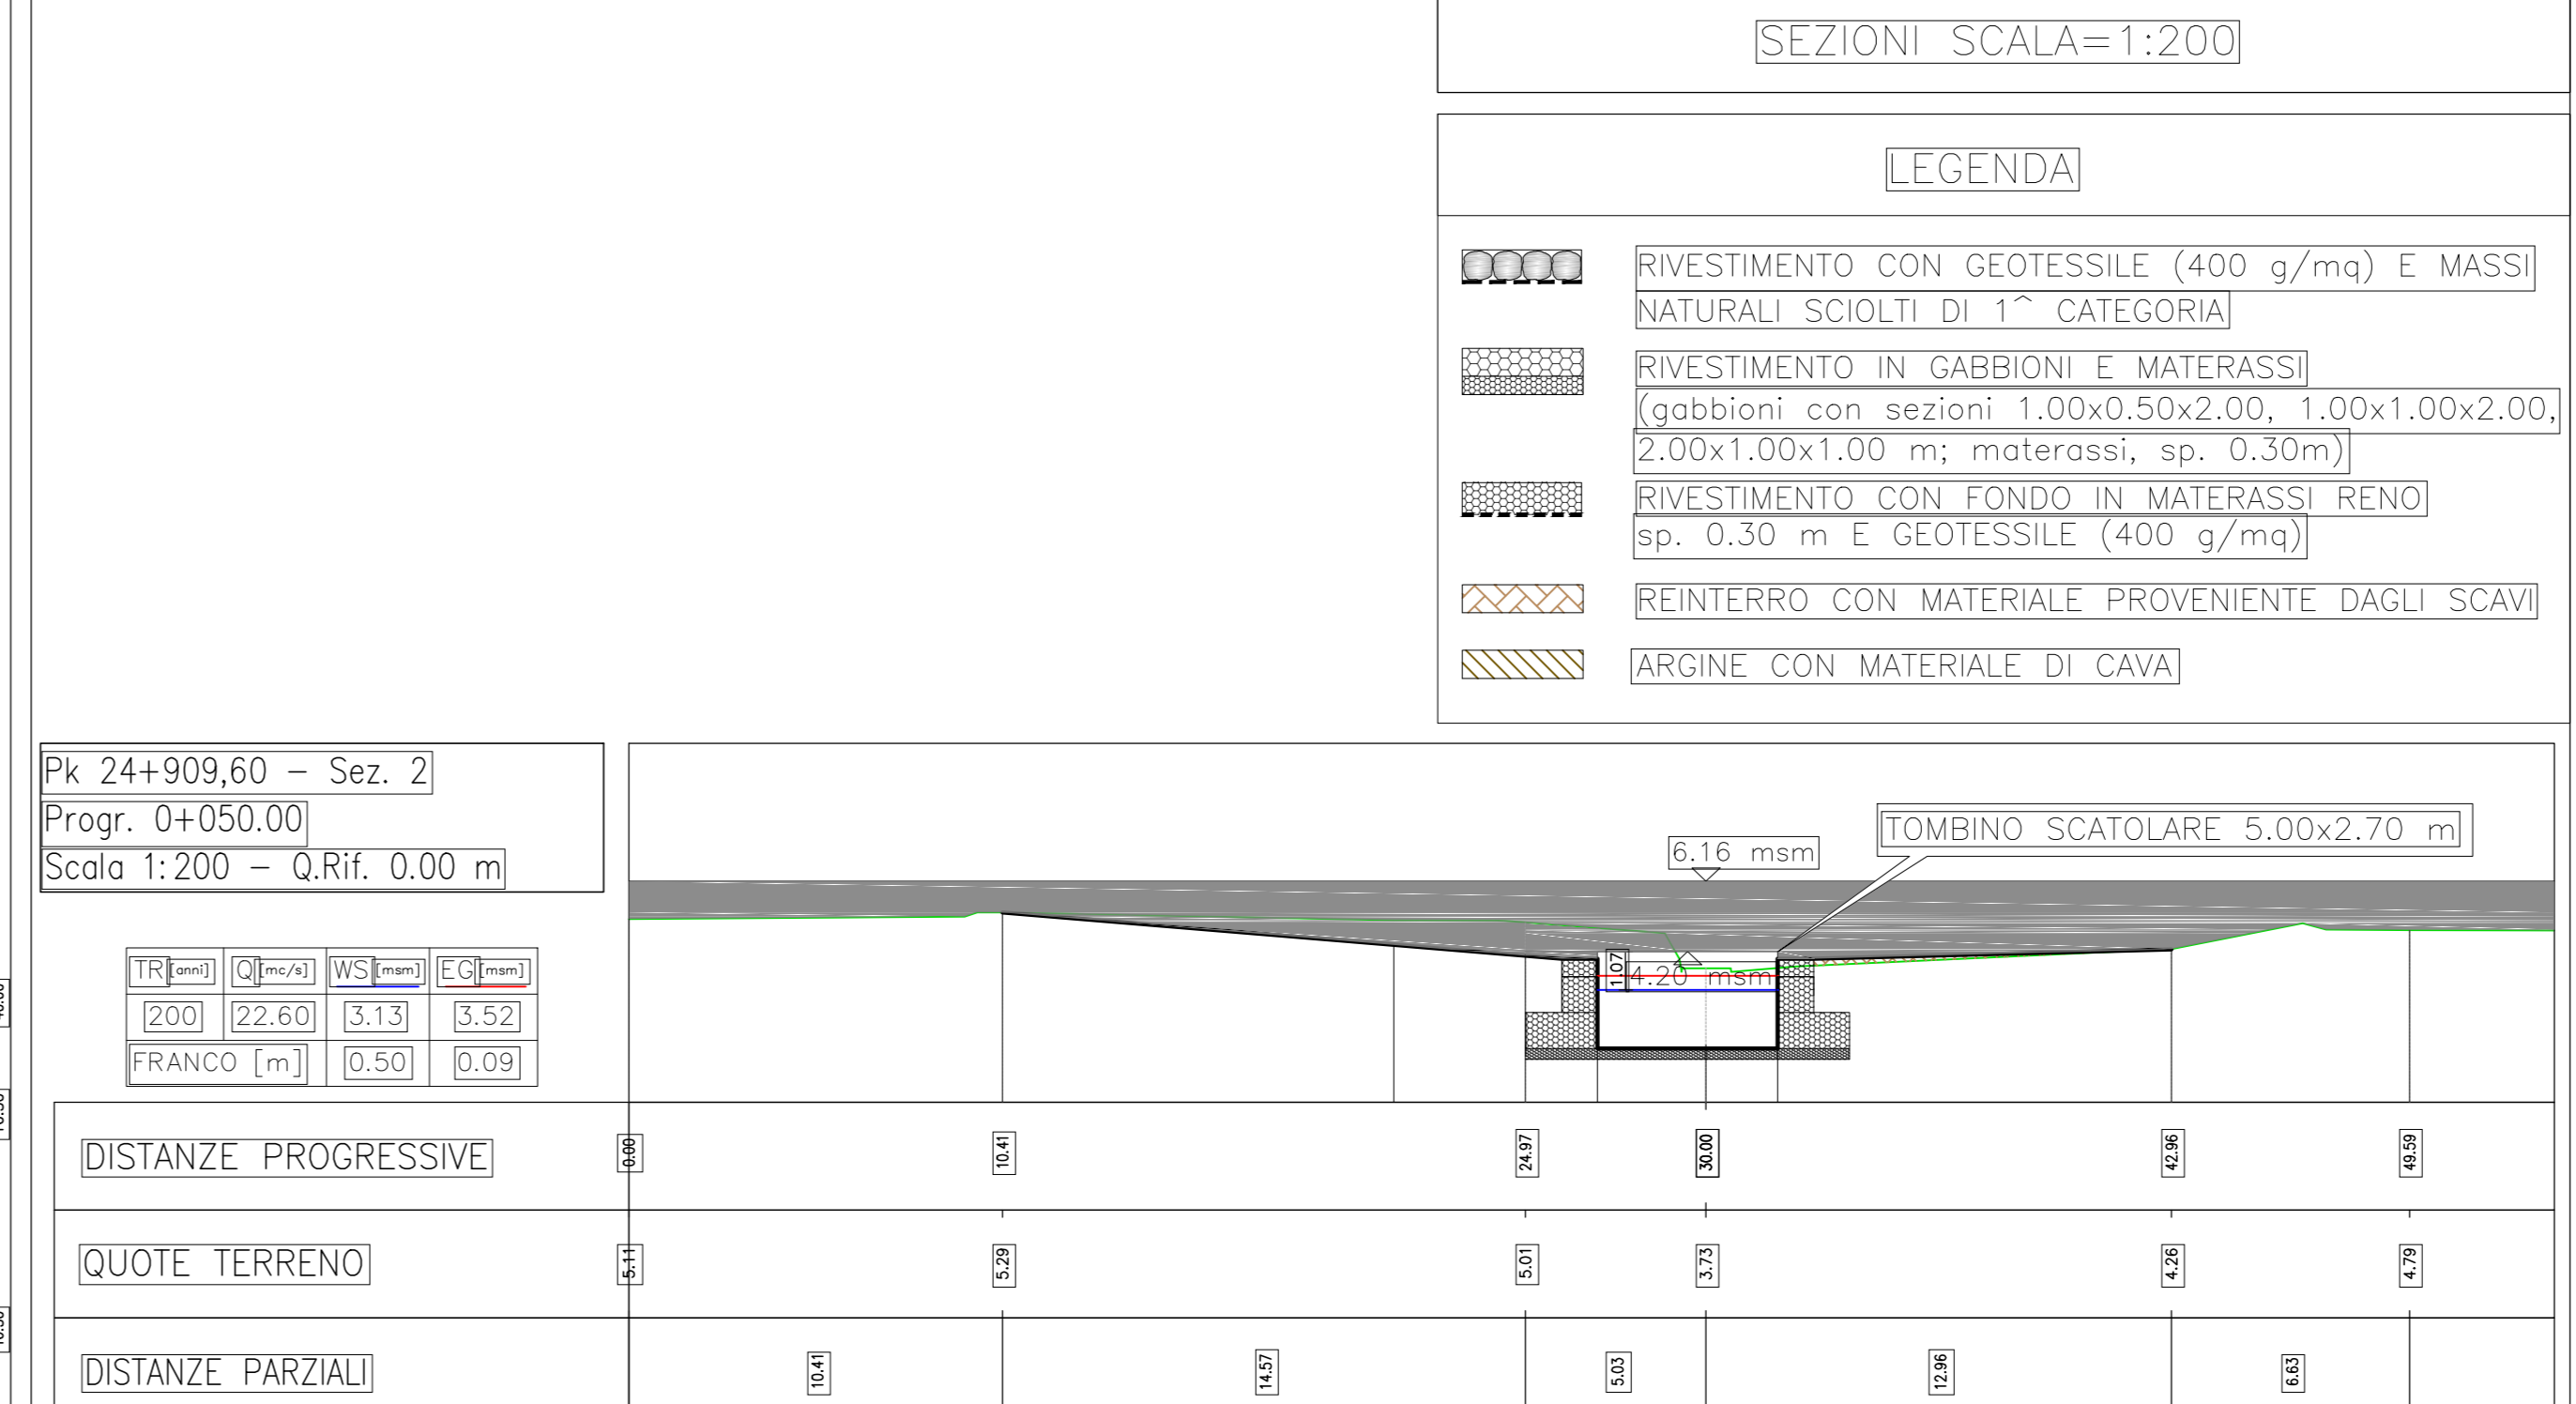 SEZIONI SCALA=1:200
LEGENDA
RIVESTIMENTO CON GEOTESSILE (400 g/mq) E MASSI
NATURALI SCIOLTI DI 1^ CATEGORIA
RIVESTIMENTO IN GABBIONI E MATERASSI
(gabbioni con sezioni 1.00x0.50x2.00, 1.00x1.00x2.00,
2.00x1.00x1.00 m; materassi, sp. 0.30m)
RIVESTIMENTO CON FONDO IN MATERASSI RENO
sp. 0.30 m E GEOTESSILE (400 g/mq)
REINTERRO CON MATERIALE PROVENIENTE DAGLI SCAVI
ARGINE CON MATERIALE DI CAVA
Pk 24+909,60 - Sez. 2
Progr. 0+050.00
Scala 1:200 - Q.Rif. 0.00 m
TOMBINO SCATOLARE 5.00x2.70 m
6.16 msm
1.07
4.20 msm
TR[anni] Q[mc/s] WS[msm] EG[msm]
200 22.60 3.13 3.52
FRANCO [m] 0.50 0.09
DISTANZE PROGRESSIVE 0.00 10.41 24.97 30.00 42.96 49.59
QUOTE TERRENO 5.11 5.29 5.01 3.73 4.26 4.79
DISTANZE PARZIALI 10.41 14.57 5.03 12.96 6.63